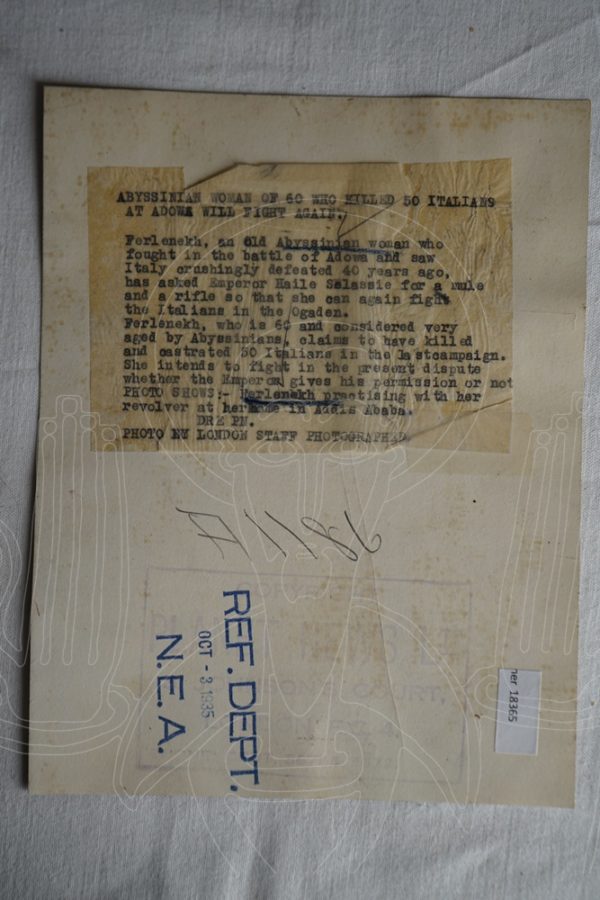 ABYSSINIAN WOMAN OF 60 WHO KILLED 50 ITALIANS
AT ADOWA WILL FIGHT AGAIN.
Ferlenekh, an old Abyssinian woman who
fought in the battle of Adowa and saw
Italy crushingly defeated 40 years ago,
has asked Emperor Haile Selassie for a mule
and a rifle so that she can again fight
the Italians in the Ogaden.
Ferlenekh, who is 60 and considered very
aged by Abyssinians, claims to have killed
and castrated 50 Italians in the lastcampaign.
She intends to fight in the present dispute
whether the Emperor gives his permission or not
PHOTO SHOWS:- Ferlenekh practising with her
revolver at her home in Addis Ababa.
DRE PN.
PHOTO NY LONDON STAFF PHOTOGRAPHER
A 1186
REF. DEPT.
OCT - 3 1935
N.E.A.
ner 18365